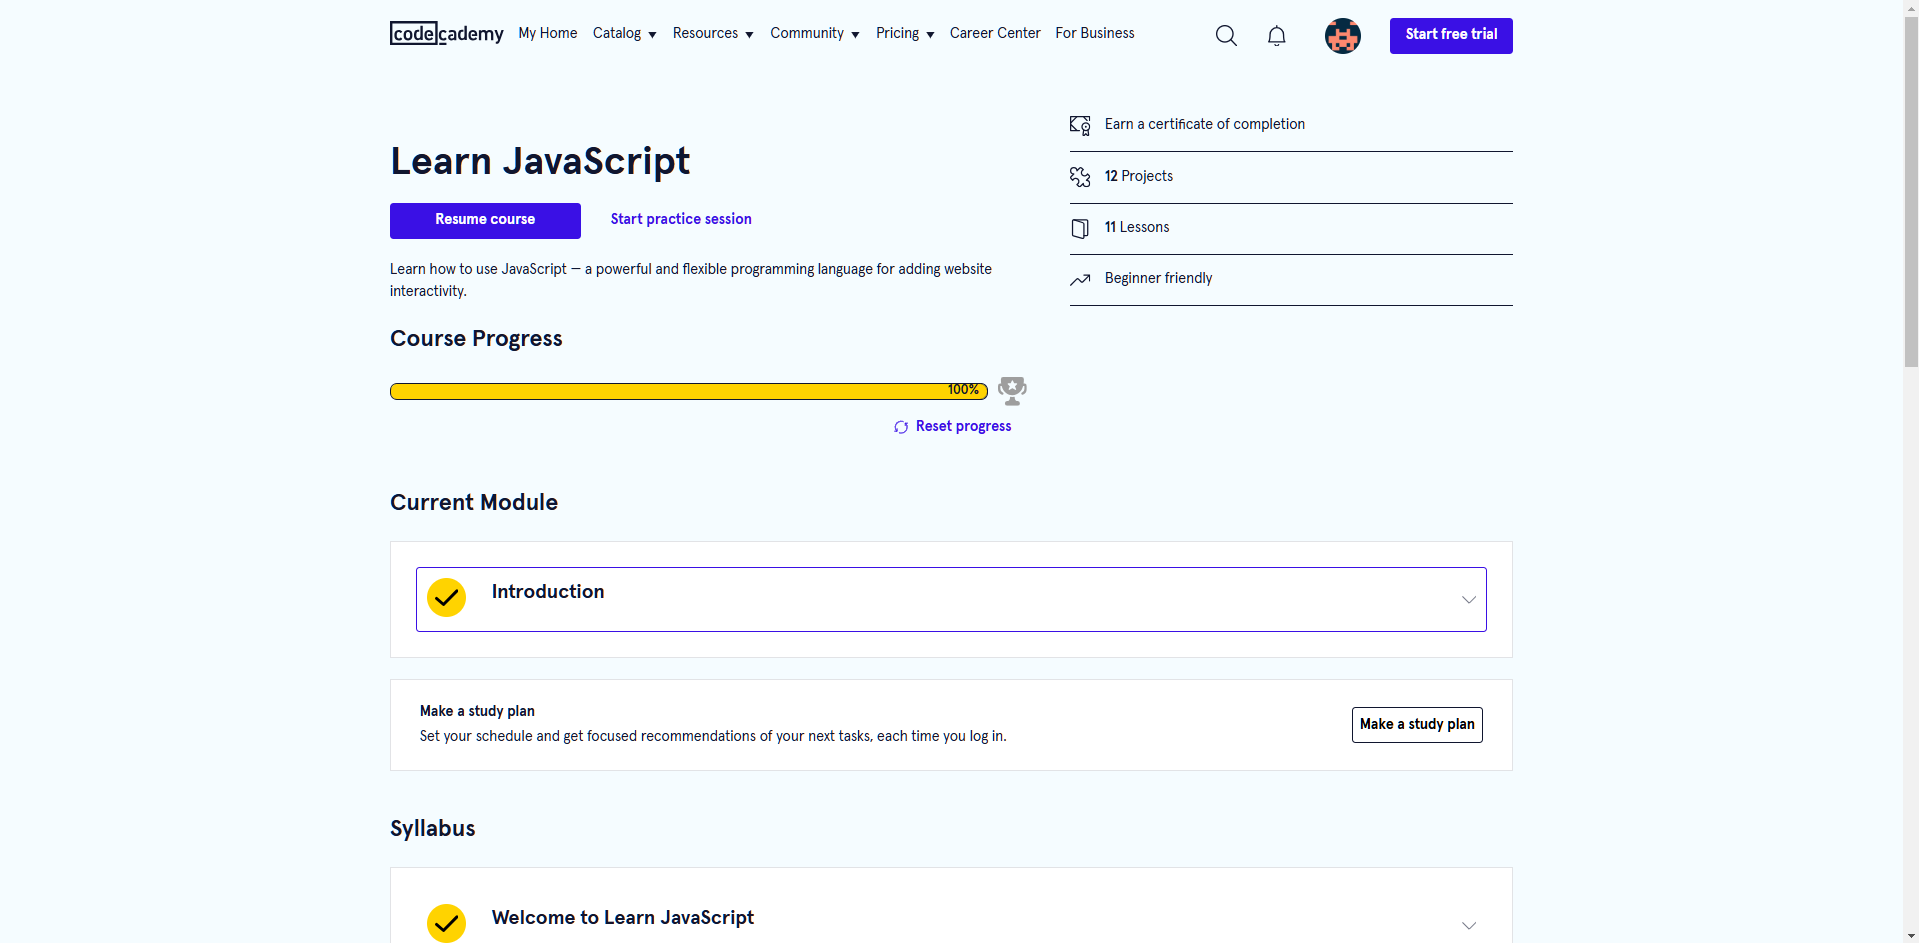 codecademy
My Home
Catalog
Resources
Community
Pricing
Career Center
For Business
Start free trial
Learn JavaScript
Resume course
Start practice session
Learn how to use JavaScript — a powerful and flexible programming language for adding website
interactivity.
Earn a certificate of completion
12 Projects
11 Lessons
Beginner friendly
Course Progress
100%
Reset progress
Current Module
Introduction
Make a study plan
Set your schedule and get focused recommendations of your next tasks, each time you log in.
Make a study plan
Syllabus
Welcome to Learn JavaScript